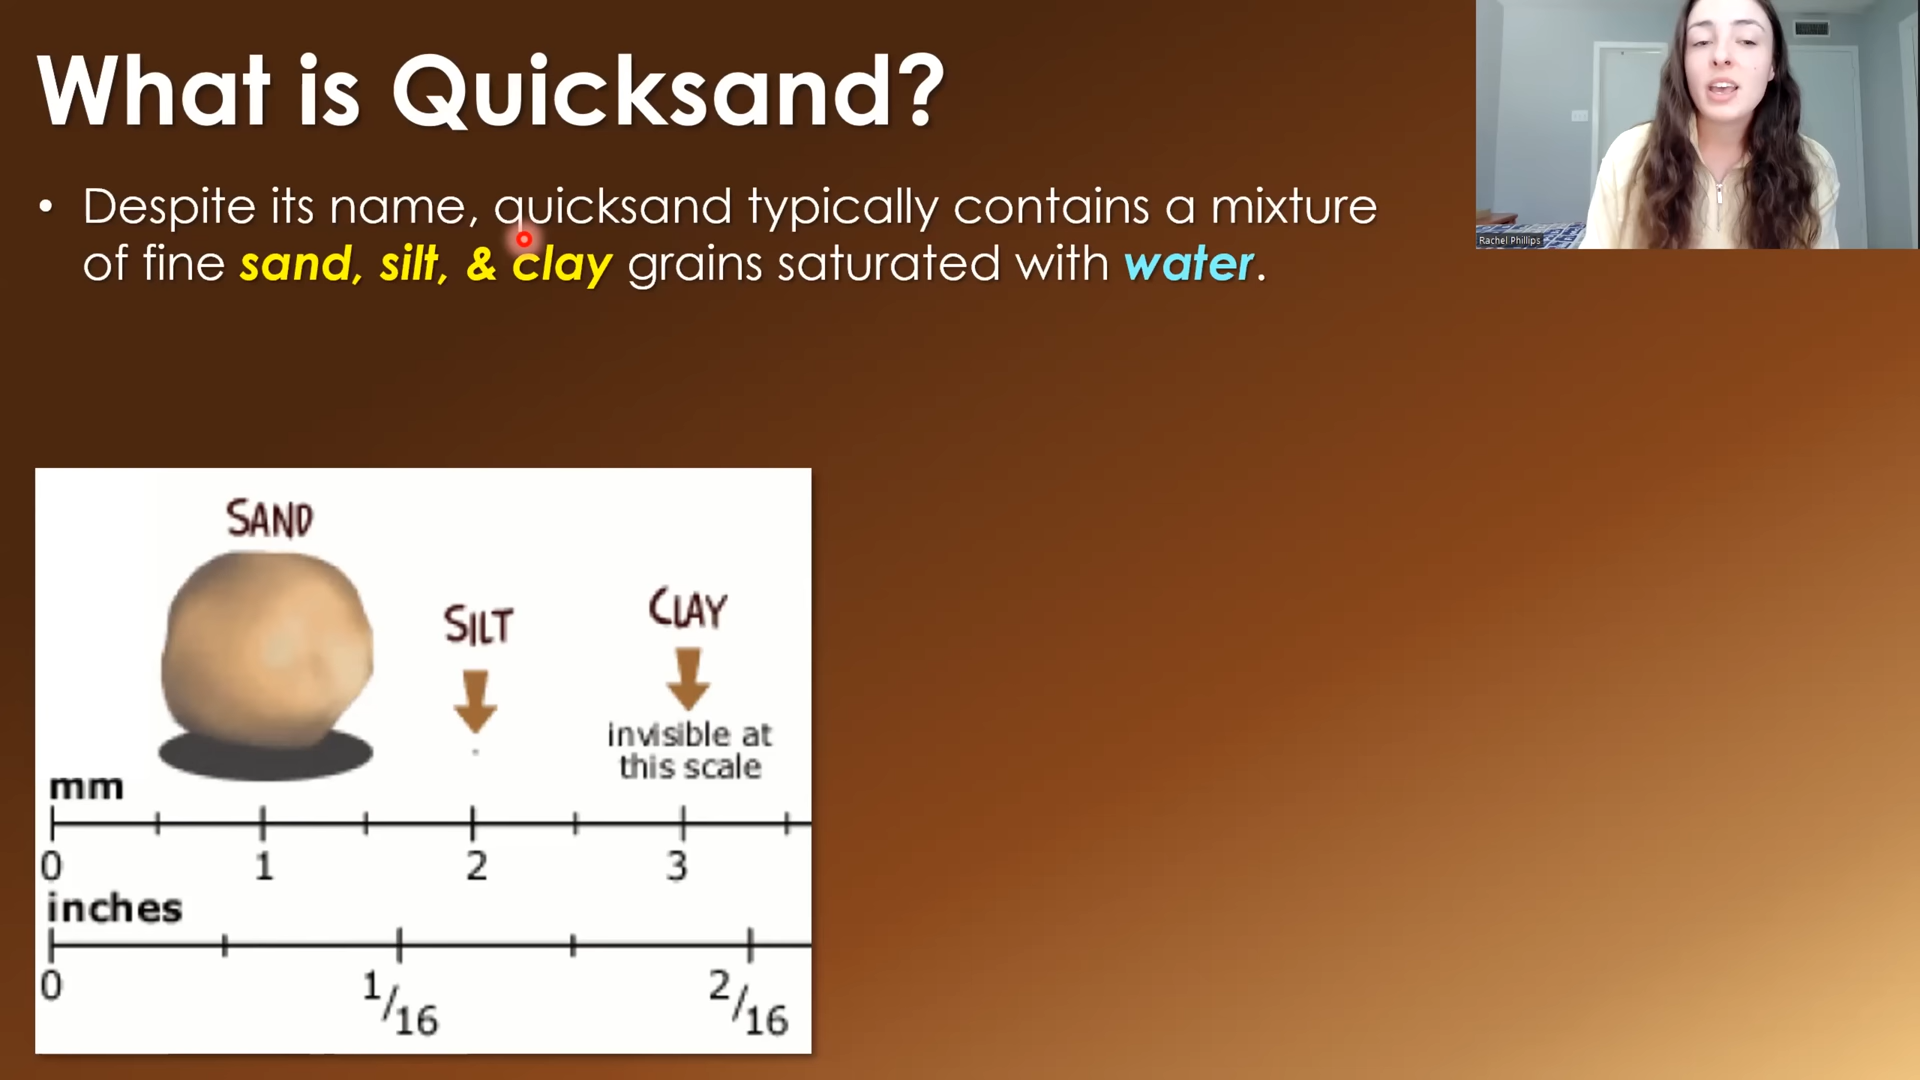 What is Quicksand?
• Despite its name, quicksand typically contains a mixture
of fine sand, silt, & clay grains saturated with water.
Rachel Phillips
SAND
SILT
CLAY
invisible at
this scale
mm
0 1 2 3
inches
0 1/16 2/16